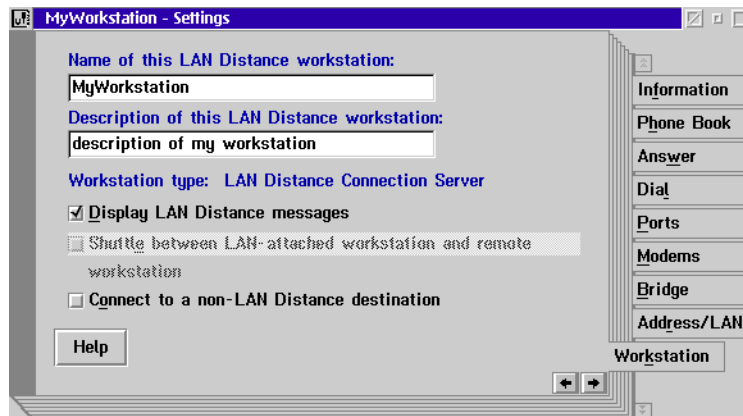 MyWorkstation - Settings
Name of this LAN Distance workstation:
MyWorkstation
Description of this LAN Distance workstation:
description of my workstation
Workstation type: LAN Distance Connection Server
Display LAN Distance messages
Shuttle between LAN-attached workstation and remote
workstation
Connect to a non-LAN Distance destination
Help
Information
Phone Book
Answer
Dial
Ports
Modems
Bridge
Address/LAN
Workstation